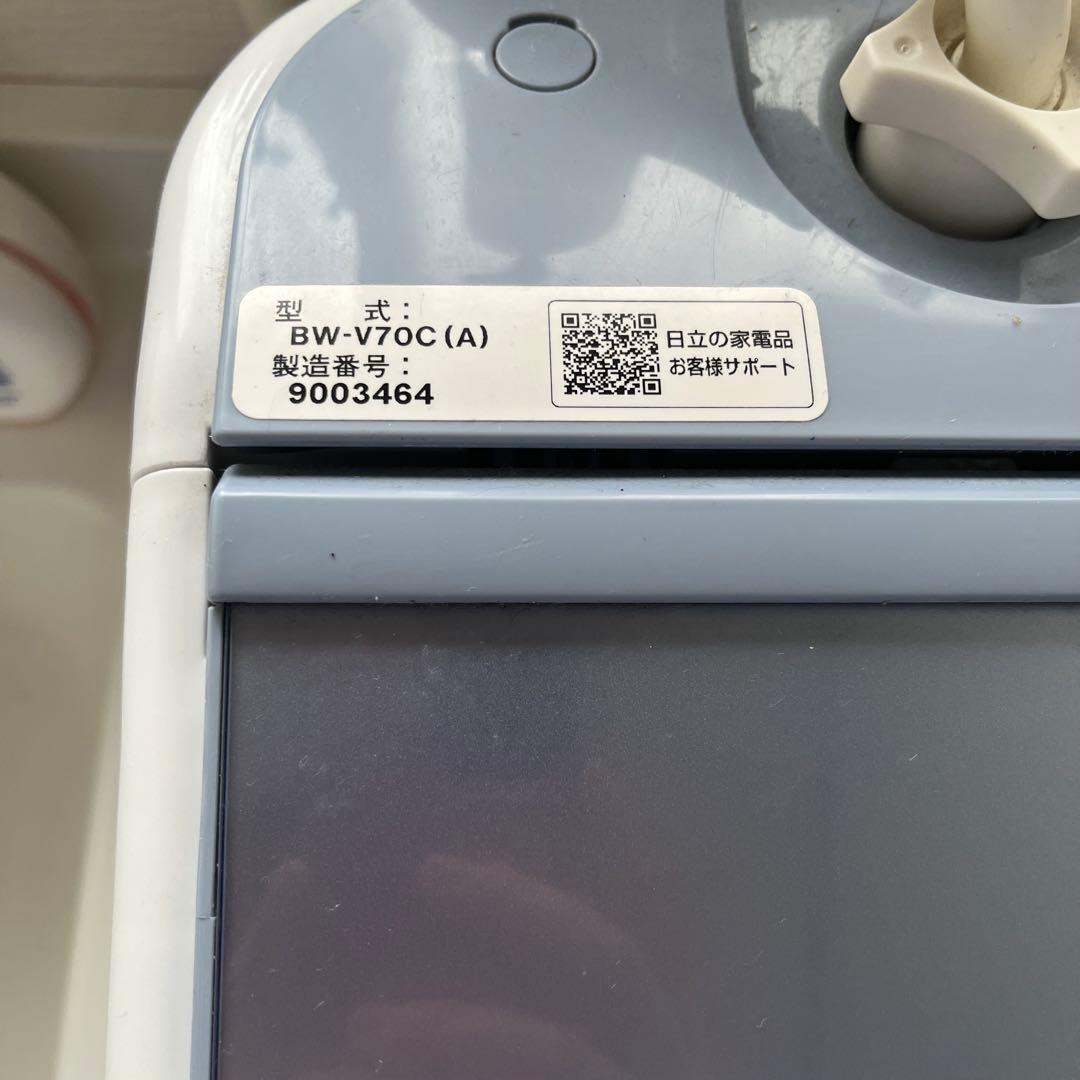 型　　式：
BW-V70C(A)
製造番号：
9003464
日立の家電品
お客様サポート